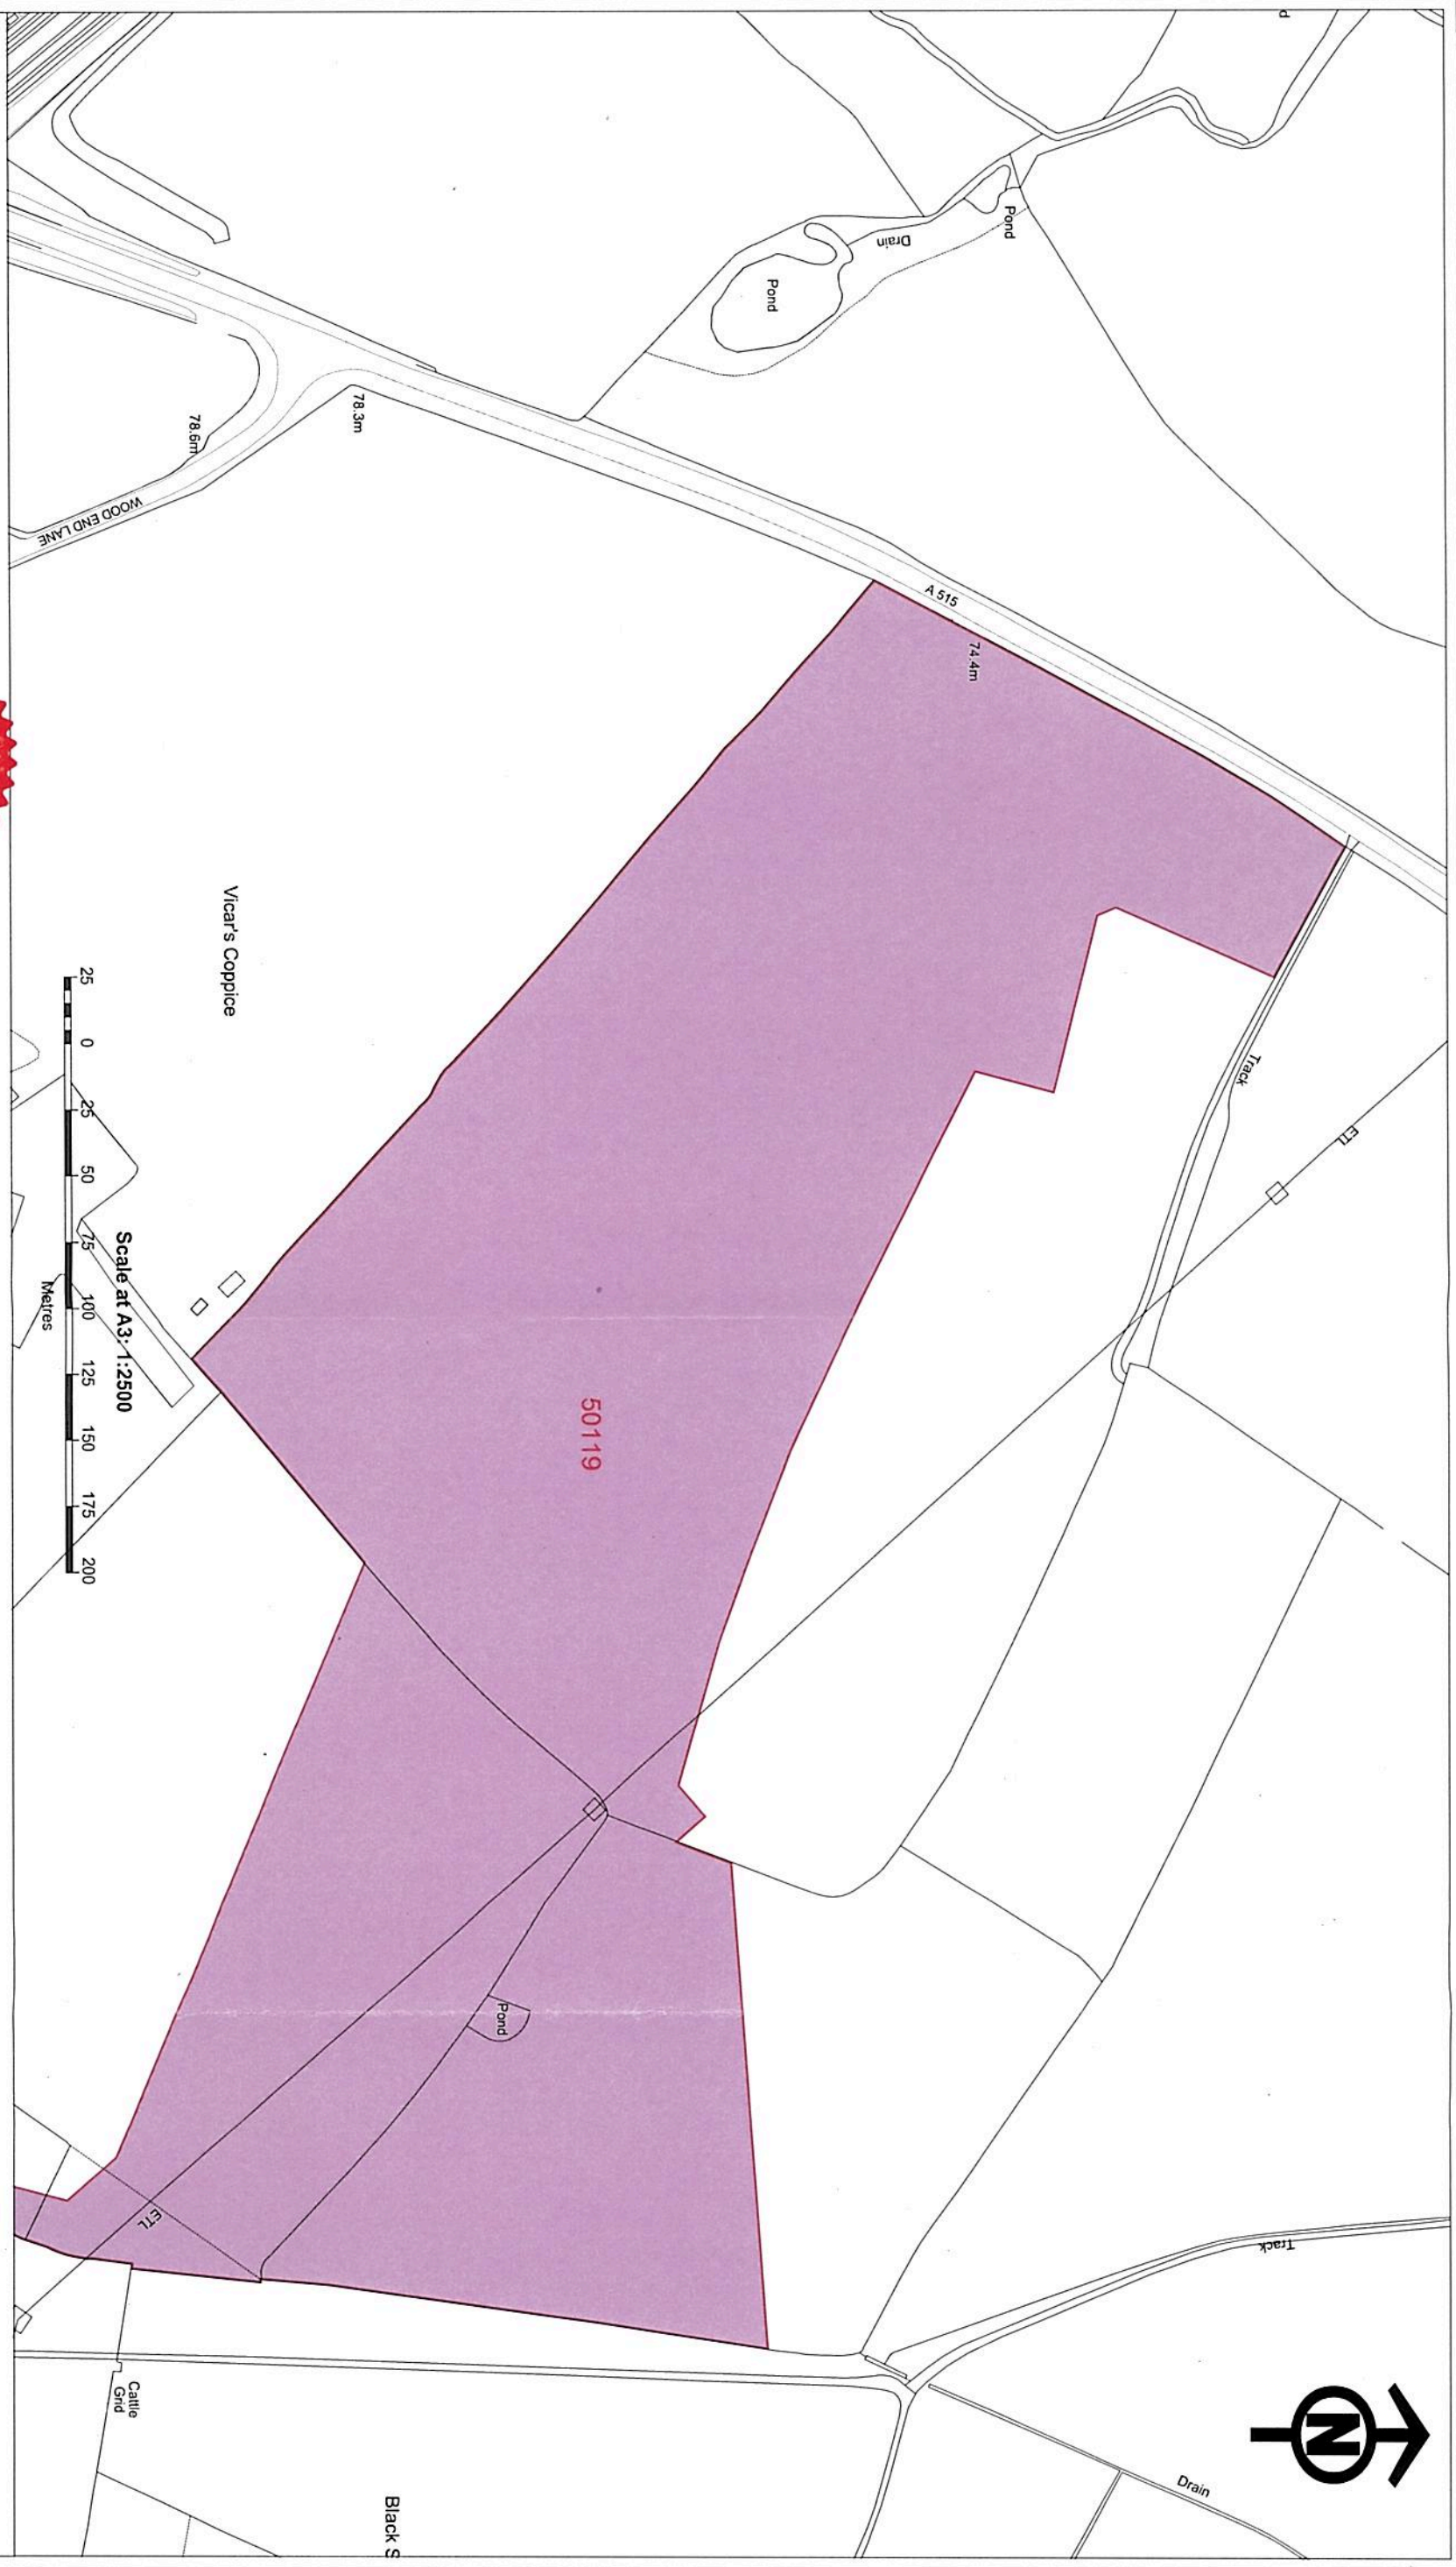 Pond
Drain
Pond
78.3m
78.6m
WOOD END LANE
A 515
74.4m
Track
ETL
Vicar's Coppice
50119
Pond
ETL
Track
Cattle
Grid
Drain
Black S
N
Scale at A3: 1:2500
25 0 25 50 75 100 125 150 175 200
Metres